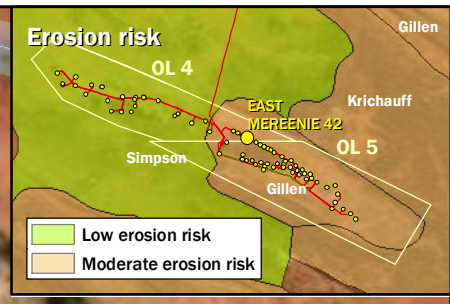 Gillen
Erosion risk
OL 4
Krichauff
EAST
MEREENIE 42
OL 5
Simpson
Gillen
Low erosion risk
Moderate erosion risk